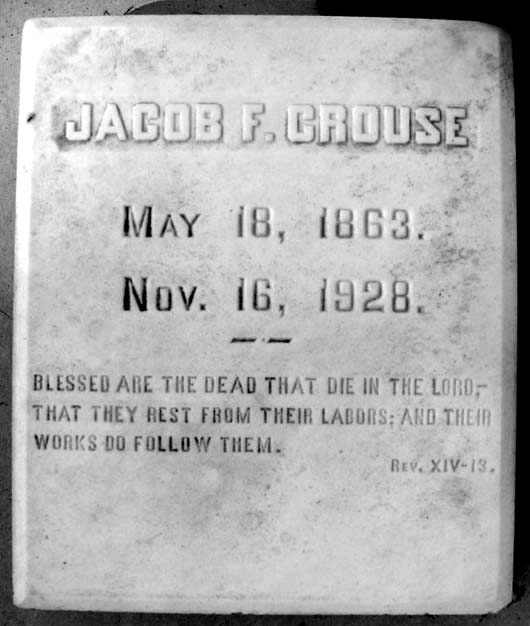 JACOB F. CROUSE
MAY 18, 1863.
NOV. 16, 1928.
BLESSED ARE THE DEAD THAT DIE IN THE LORD,—
THAT THEY REST FROM THEIR LABORS: AND THEIR
WORKS DO FOLLOW THEM.
REV. XIV-13.